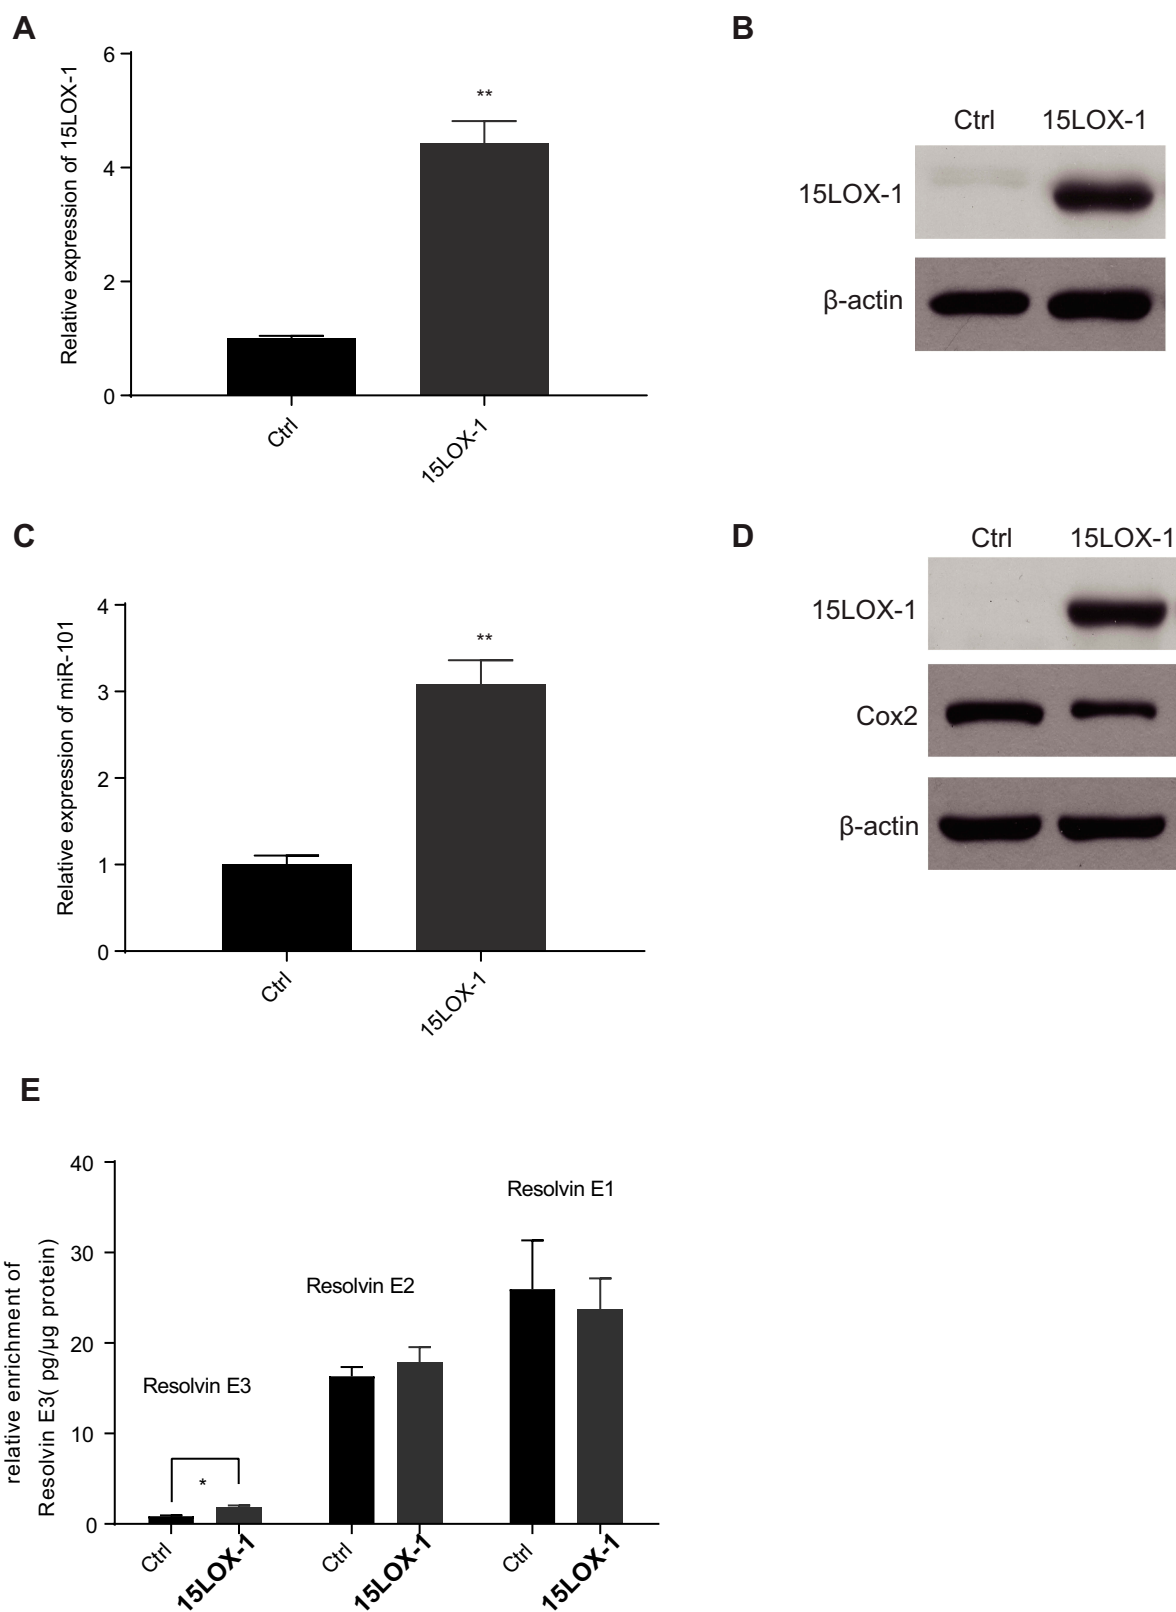 A
Relative expression of 15LOX-1
6
4
2
0
**
Ctrl
15LOX-1
B
Ctrl 15LOX-1
15LOX-1
β-actin
C
Relative expression of miR-101
4
3
2
1
0
**
Ctrl
15LOX-1
D
Ctrl 15LOX-1
15LOX-1
Cox2
β-actin
E
relative enrichment of
Resolvin E3( pg/µg protein)
40
30
20
10
0
Resolvin E3
*
Resolvin E2
Resolvin E1
Ctrl
15LOX-1
Ctrl
15LOX-1
Ctrl
15LOX-1